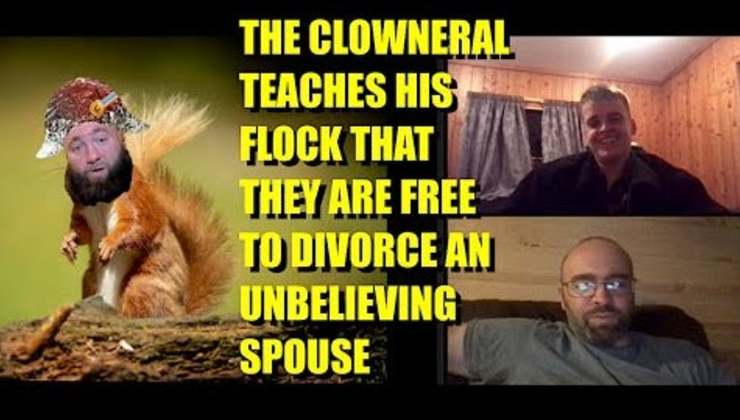 THE CLOWNERAL
TEACHES HIS
FLOCK THAT
THEY ARE FREE
TO DIVORCE AN
UNBELIEVING
SPOUSE